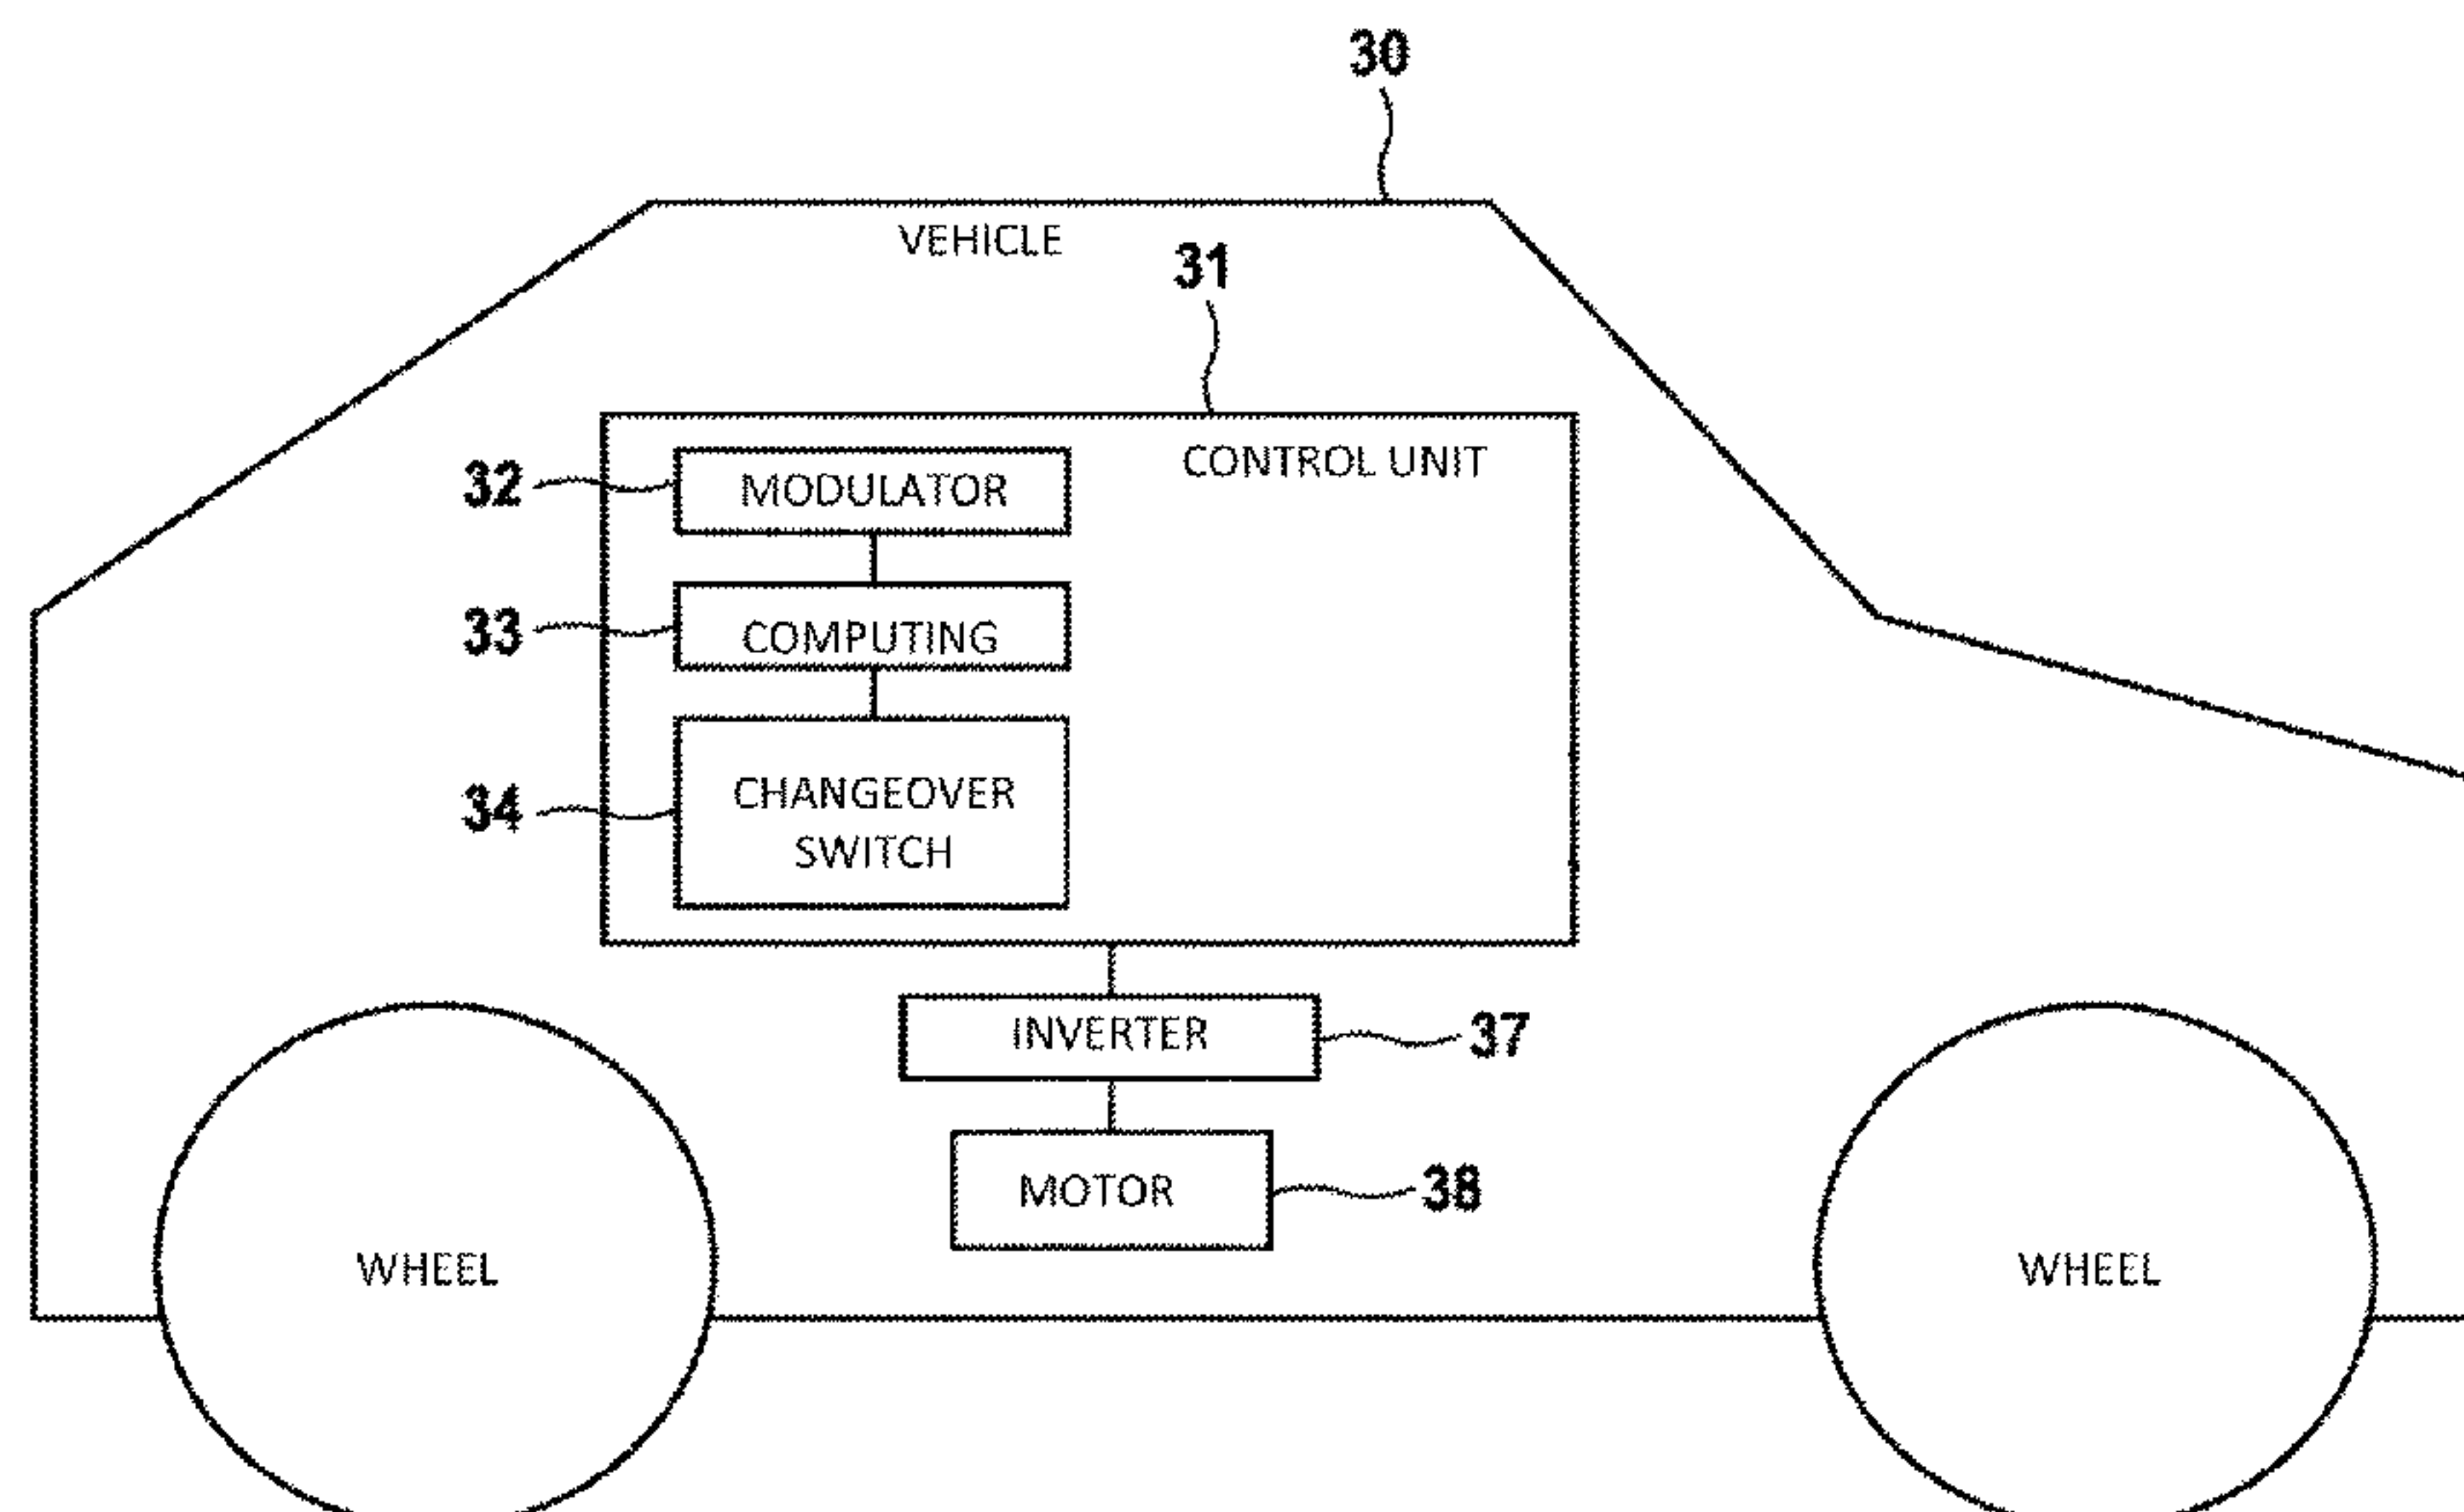 30
VEHICLE
31
CONTROL UNIT
32
MODULATOR
33
COMPUTING
34
CHANGEOVER
SWITCH
INVERTER
37
MOTOR
38
WHEEL
WHEEL